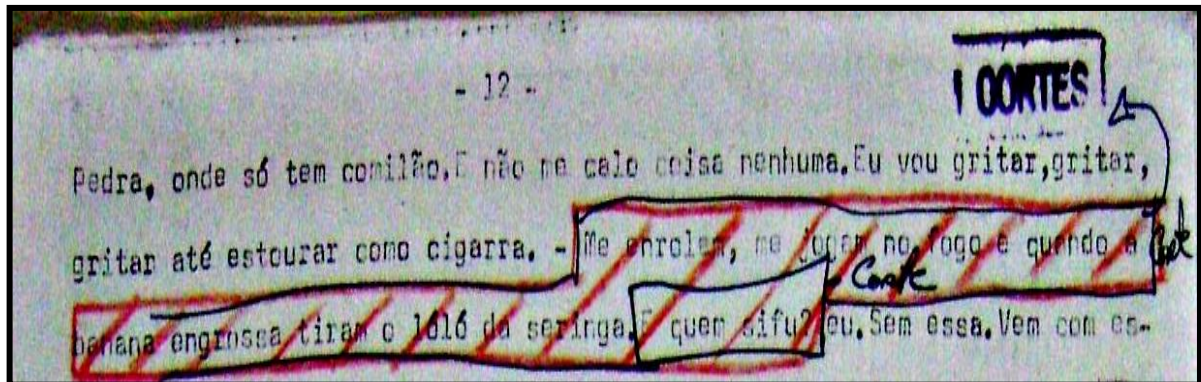 - 12 -
CORTES
Pedra, onde só tem comilão.E não me calo coisa nenhuma.Eu vou gritar,gritar,
gritar até estourar como cigarra. - Me enrolam, me jogam no fogo e quando a
Corte
banana engrossa tiram o loló da seringa.E quem sifu? eu.Sem essa.Vem com es-